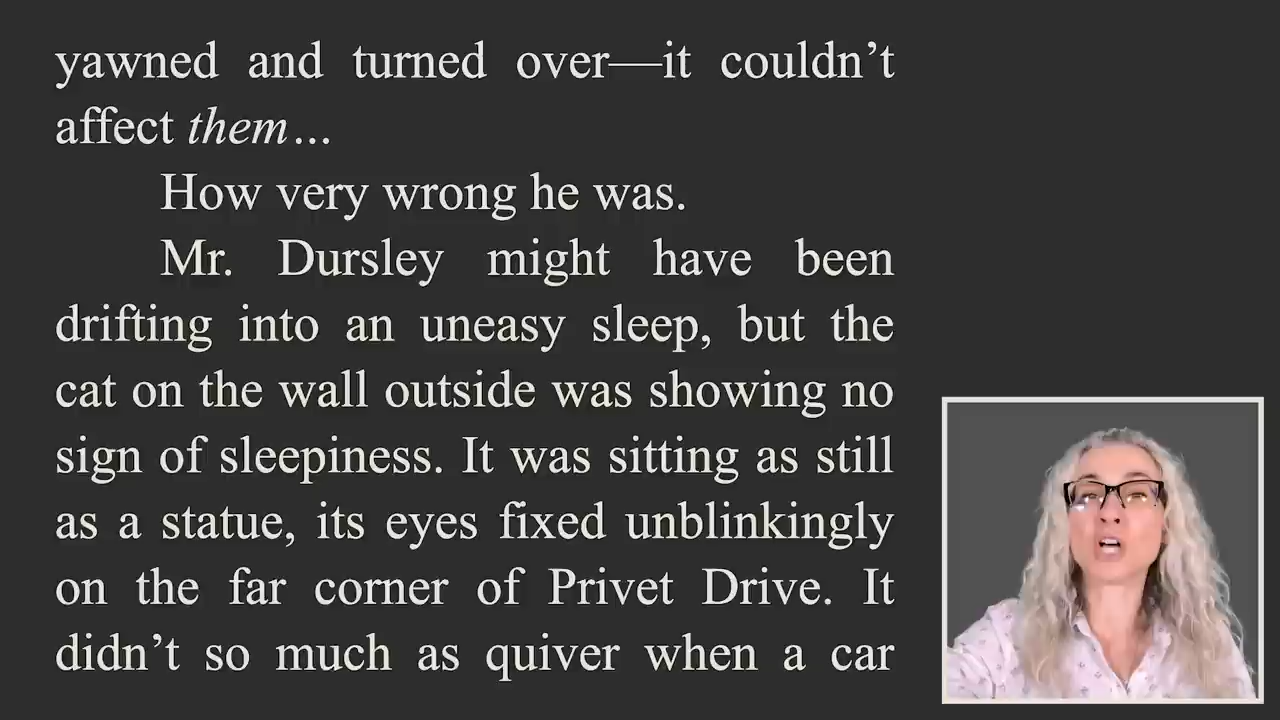 yawned and turned over—it couldn’t
affect them...
How very wrong he was.
Mr. Dursley might have been
drifting into an uneasy sleep, but the
cat on the wall outside was showing no
sign of sleepiness. It was sitting as still
as a statue, its eyes fixed unblinkingly
on the far corner of Privet Drive. It
didn’t so much as quiver when a car